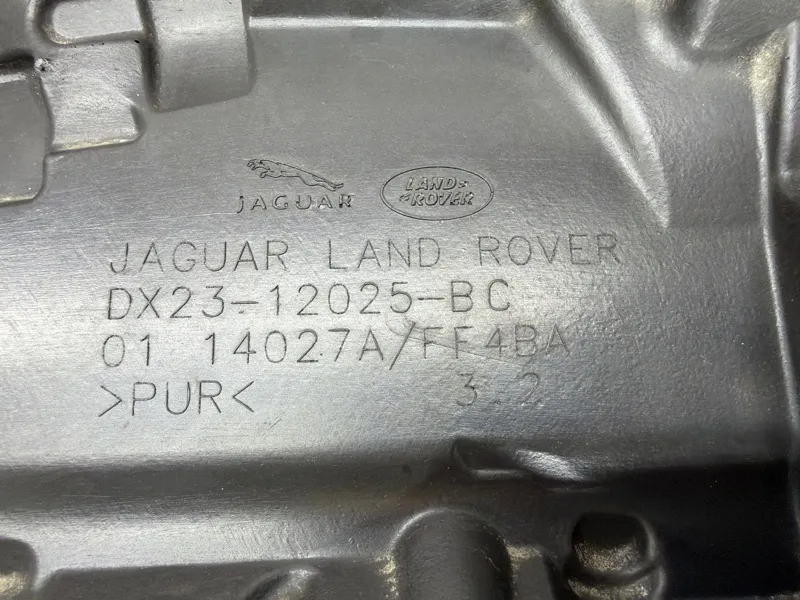 JAGUAR LAND ROVER
JAGUAR LAND ROVER
DX23-12025-BC
01 14027A/FF4BA
>PUR< 3.2